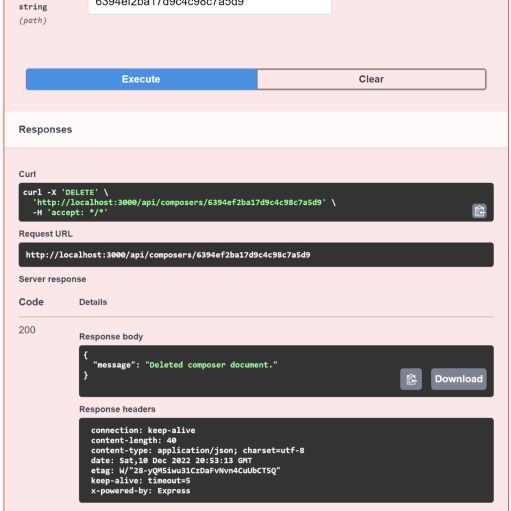 string
6394ef2ba17d9c4c98c7a5d9
(path)
Execute
Clear
Responses
Curl
curl -X 'DELETE' \
'http://localhost:3000/api/composers/6394ef2ba17d9c4c98c7a5d9' \
-H 'accept: */*'
Request URL
http://localhost:3000/api/composers/6394ef2ba17d9c4c98c7a5d9
Server response
Code
Details
200
Response body
{
"message": "Deleted composer document."
}
Download
Response headers
connection: keep-alive
content-length: 40
content-type: application/json; charset=utf-8
date: Sat,10 Dec 2022 20:53:13 GMT
etag: W/"28-yQM5iwu31CzDaFvNvn4CuUbCT5Q"
keep-alive: timeout=5
x-powered-by: Express